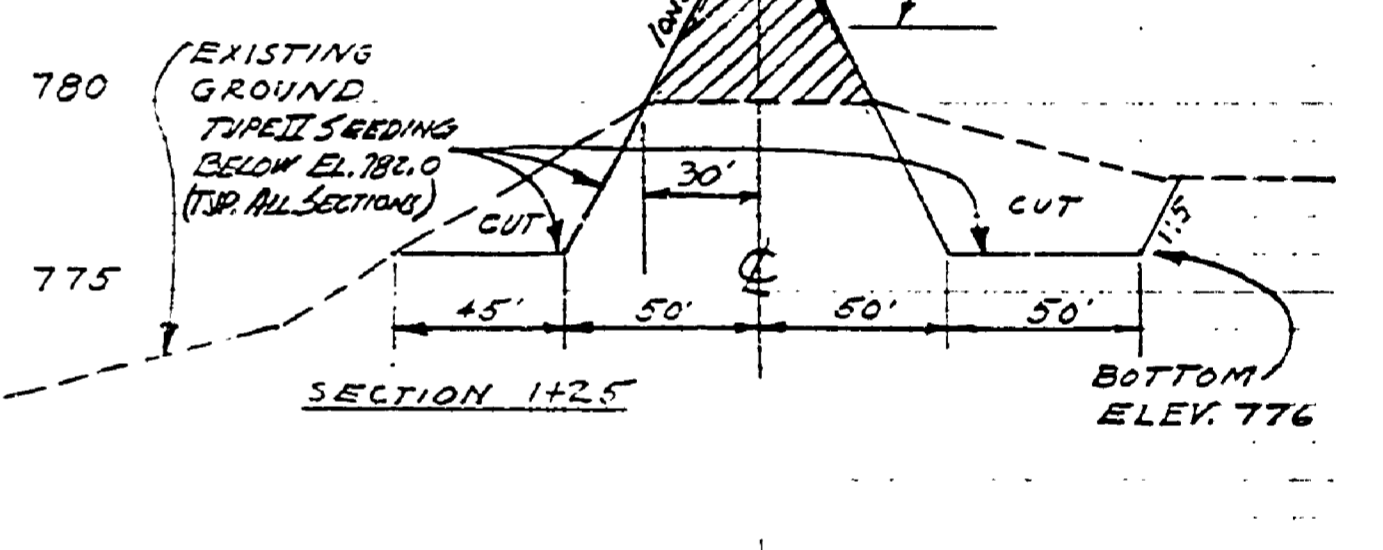 780
EXISTING
GROUND
TYPE II SEEDING
BELOW EL. 782.0
(TYP. ALL SECTIONS)
CUT
30'
CUT
1:5
775
℄
45' 50' 50' 50'
SECTION 1+25
BOTTOM
ELEV. 776